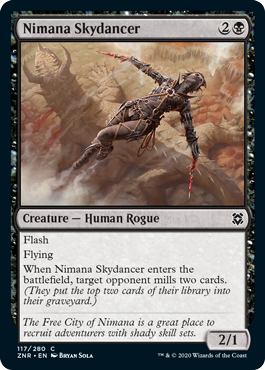 Nimana Skydancer 2
Creature — Human Rogue
Flash
Flying
When Nimana Skydancer enters the
battlefield, target opponent mills two cards.
(They put the top two cards of their library into
their graveyard.)
The Free City of Nimana is a great place to
recruit adventurers with shady skill sets.
2/1
117/280 C
ZNR • EN Bryan Sola
™ & © 2020 Wizards of the Coast